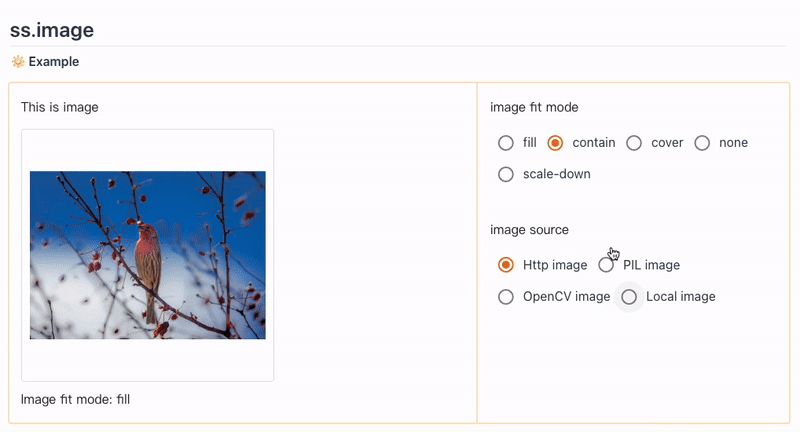 ss.image
🔅 Example
This is image
Image fit mode: fill
image fit mode
fill contain cover none
scale-down
image source
Http image PIL image
OpenCV image Local image